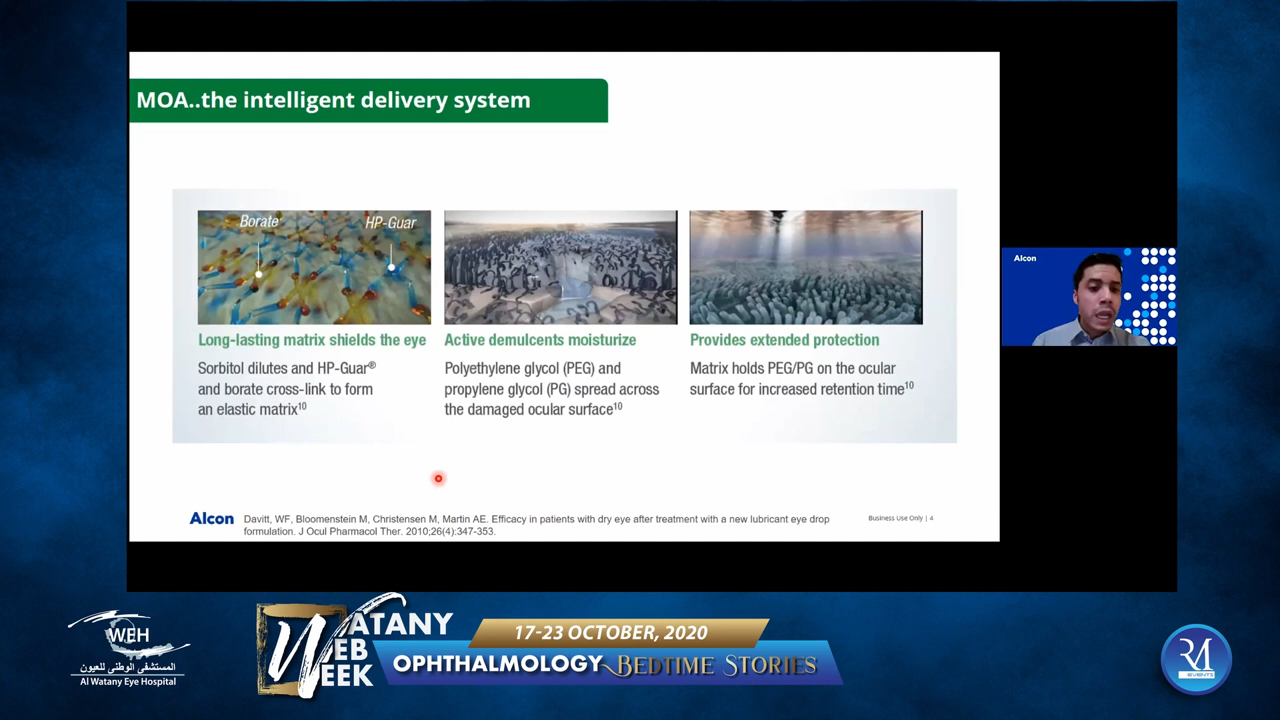 MOA..the intelligent delivery system
Borate
HP-Guar
Long-lasting matrix shields the eye
Sorbitol dilutes and HP-Guar®
and borate cross-link to form
an elastic matrix10
Active demulcents moisturize
Polyethylene glycol (PEG) and
propylene glycol (PG) spread across
the damaged ocular surface10
Provides extended protection
Matrix holds PEG/PG on the ocular
surface for increased retention time10
Alcon
Alcon
Davitt, WF, Bloomenstein M, Christensen M, Martin AE. Efficacy in patients with dry eye after treatment with a new lubricant eye drop
formulation. J Ocul Pharmacol Ther. 2010;26(4):347-353.
Business Use Only | 4
WEH
المستشفى الوطني للعيون
Al Watany Eye Hospital
WATANY
WEB
WEEK
17-23 OCTOBER, 2020
OPHTHALMOLOGY BEDTIME STORIES
RM
EVENTS